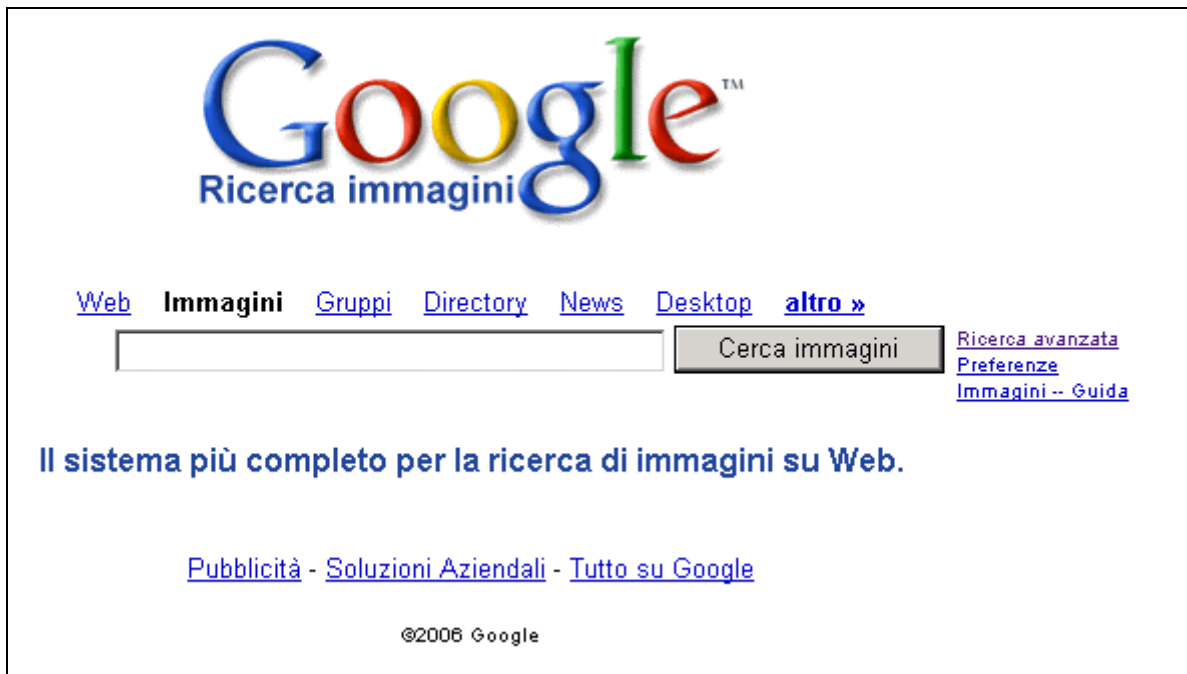 Google™
Ricerca immagini
Web Immagini Gruppi Directory News Desktop altro »
Cerca immagini
Ricerca avanzata
Preferenze
Immagini -- Guida
Il sistema più completo per la ricerca di immagini su Web.
Pubblicità - Soluzioni Aziendali - Tutto su Google
©2006 Google